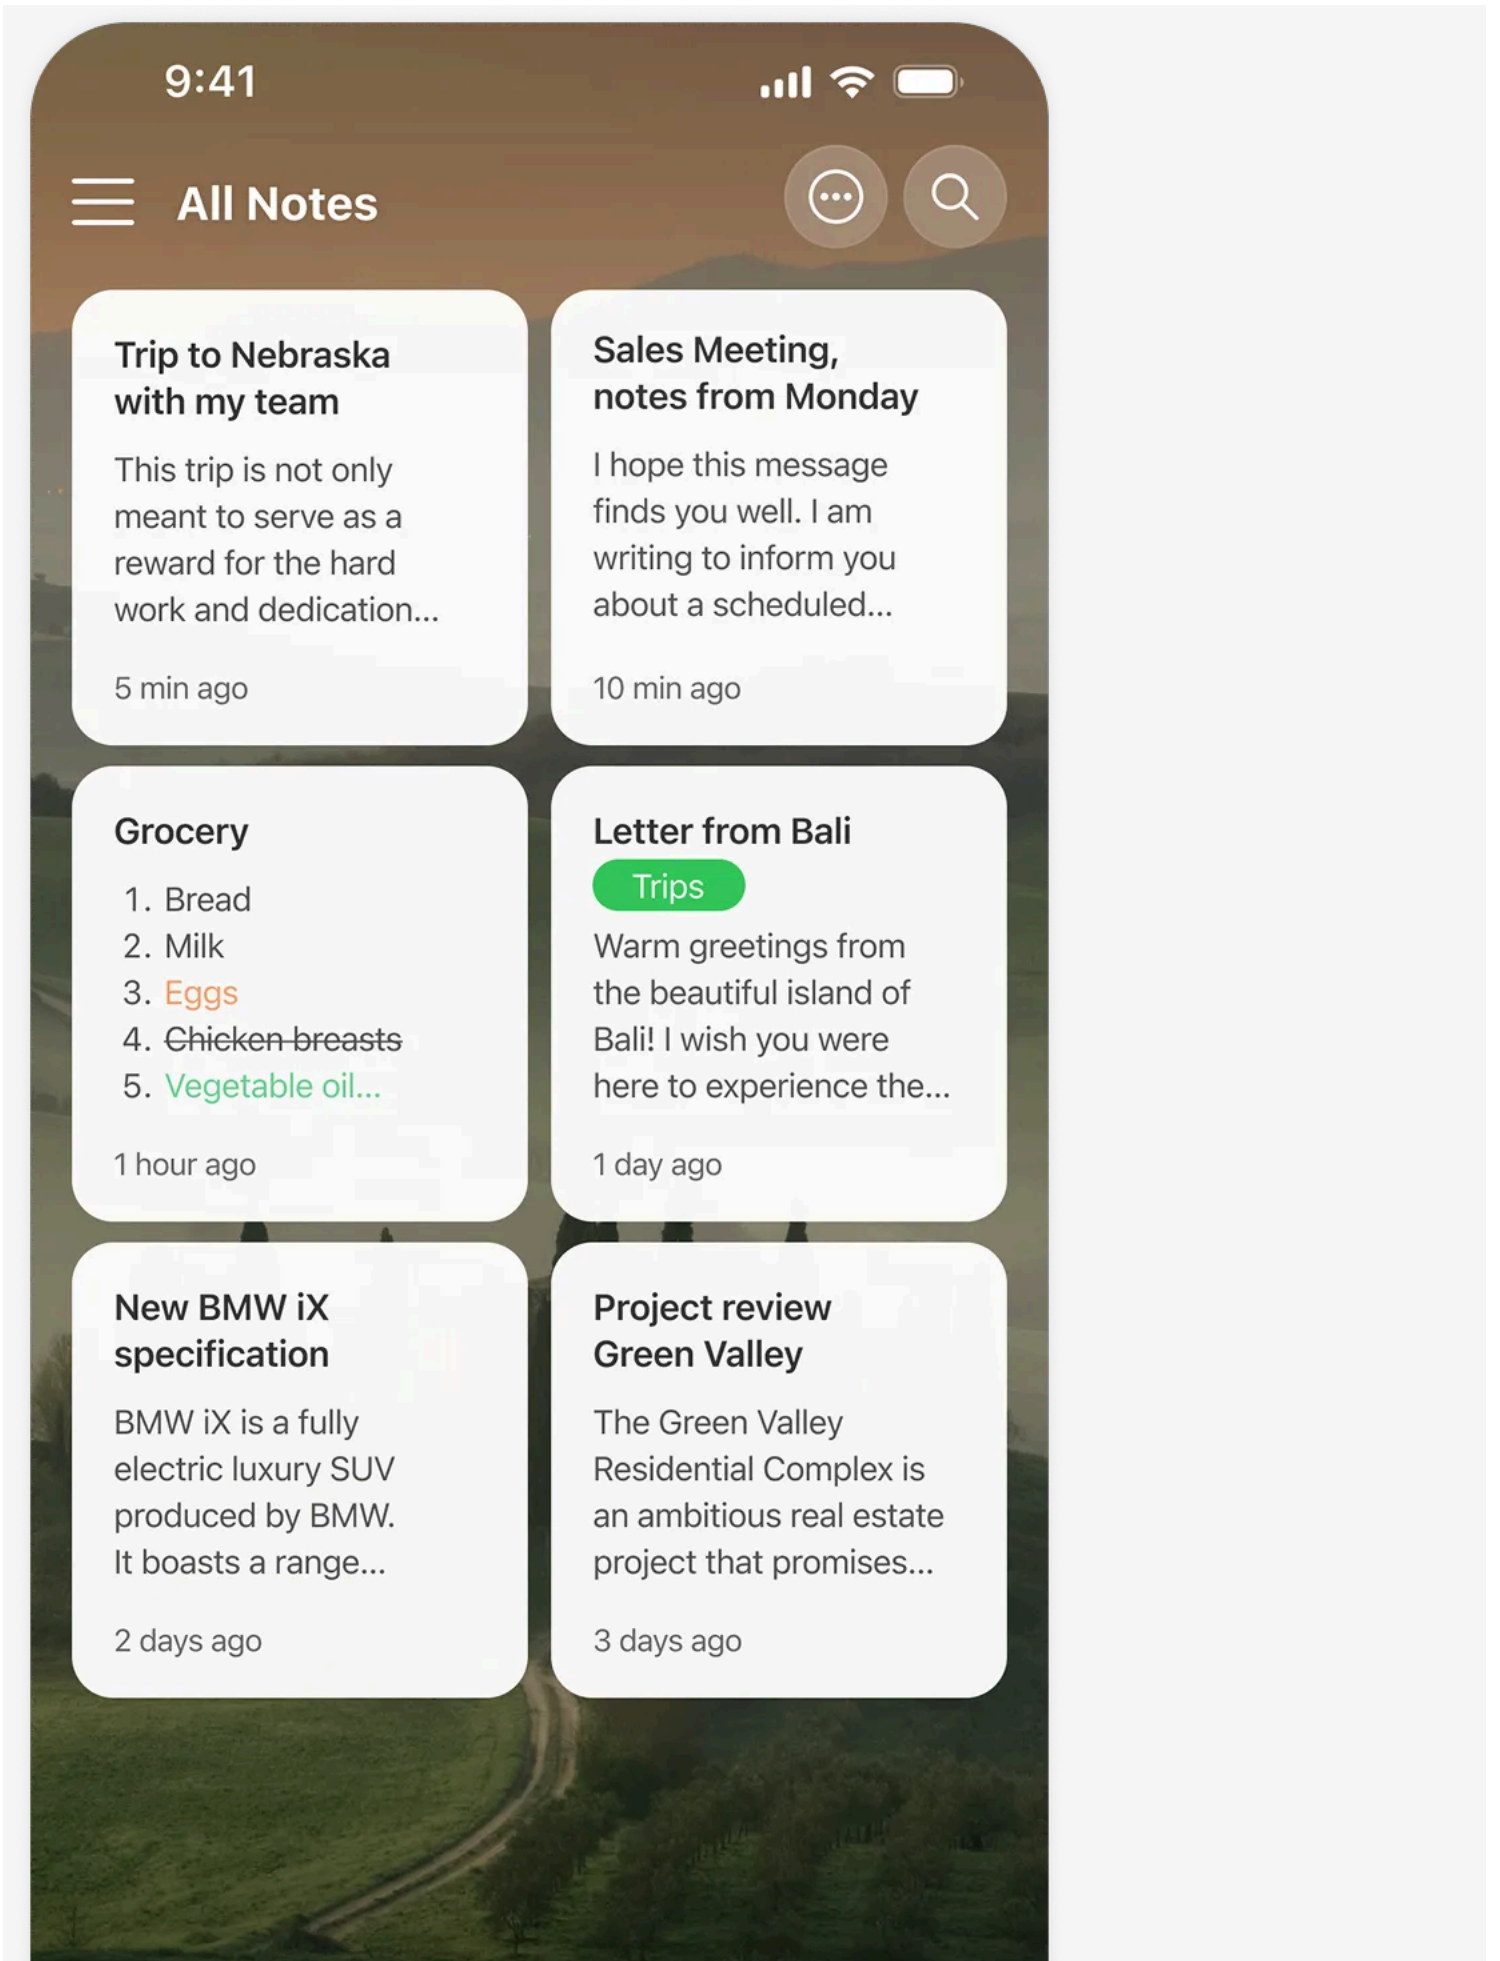 9:41
All Notes
Trip to Nebraska
with my team
This trip is not only
meant to serve as a
reward for the hard
work and dedication...
5 min ago
Sales Meeting,
notes from Monday
I hope this message
finds you well. I am
writing to inform you
about a scheduled...
10 min ago
Grocery
1. Bread
2. Milk
3. Eggs
4. Chicken breasts
5. Vegetable oil...
1 hour ago
Letter from Bali
Trips
Warm greetings from
the beautiful island of
Bali! I wish you were
here to experience the...
1 day ago
New BMW iX
specification
BMW iX is a fully
electric luxury SUV
produced by BMW.
It boasts a range...
2 days ago
Project review
Green Valley
The Green Valley
Residential Complex is
an ambitious real estate
project that promises...
3 days ago